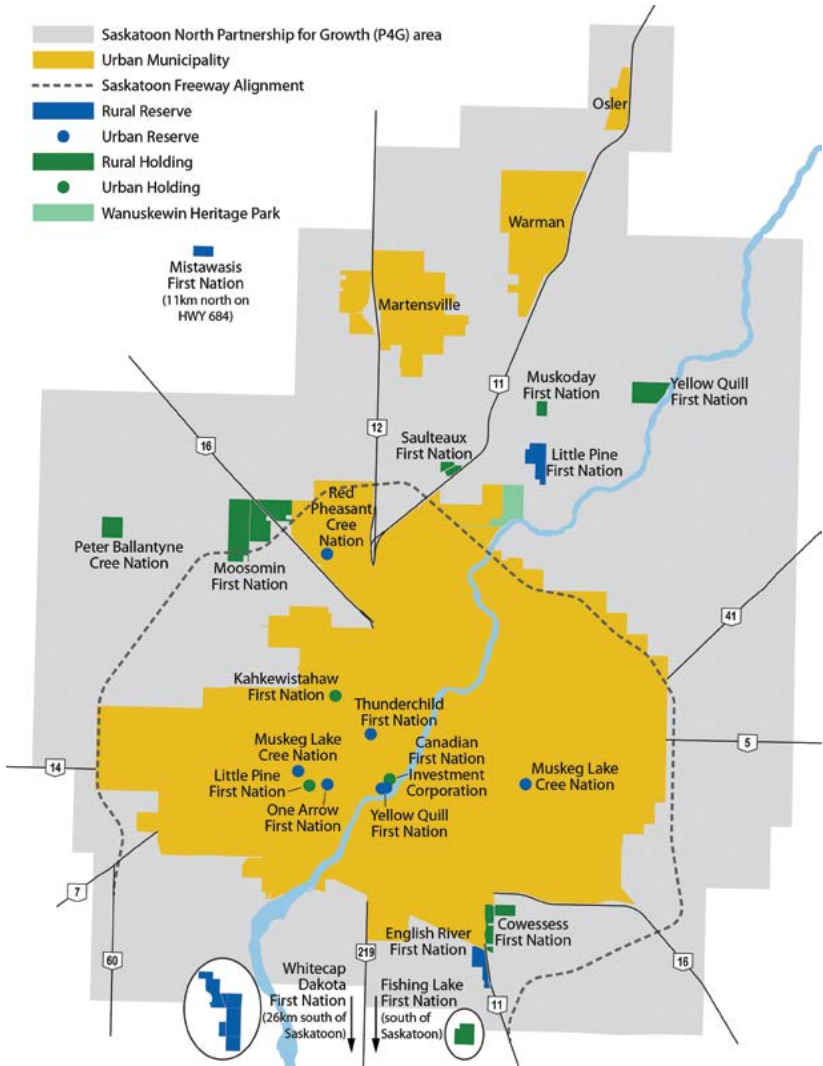 Saskatoon North Partnership for Growth (P4G) area
Urban Municipality
Saskatoon Freeway Alignment
Rural Reserve
Urban Reserve
Rural Holding
Urban Holding
Wanuskewin Heritage Park
Osler
Warman
Mistawasis
First Nation
(11km north on
HWY 684)
Martensville
11
Muskoday
First Nation
Yellow Quill
First Nation
12
16
Saulteaux
First Nation
Little Pine
First Nation
Red
Pheasant
Cree
Nation
Peter Ballantyne
Cree Nation
Moosomin
First Nation
41
Kahkewistahaw
First Nation
Thunderchild
First Nation
5
Muskeg Lake
Cree Nation
Canadian
First Nation
Investment
Corporation
14
Little Pine
First Nation
Muskeg Lake
Cree Nation
One Arrow
First Nation
Yellow Quill
First Nation
7
English River
First Nation
Cowessess
First Nation
60
219
16
Whitecap
Dakota
First Nation
(26km south of
Saskatoon)
Fishing Lake
First Nation
(south of
Saskatoon)
11